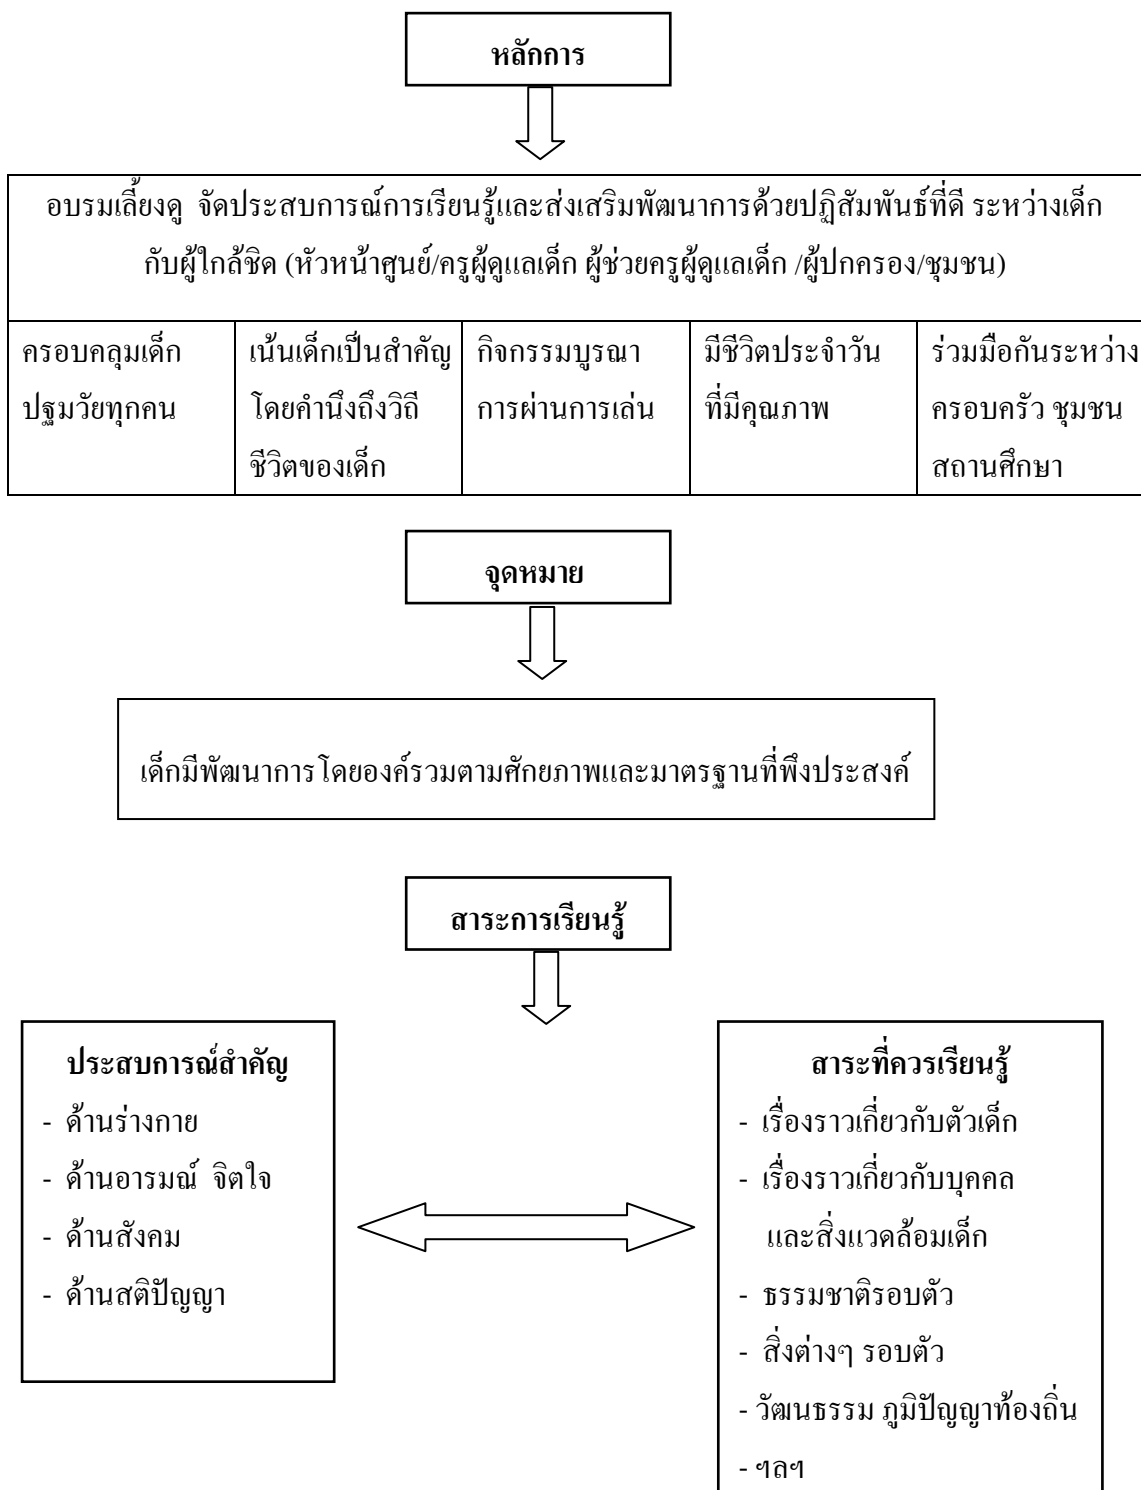 หลักการ
อบรมเลี้ยงดู จัดประสบการณ์การเรียนรู้และส่งเสริมพัฒนาการด้วยปฏิสัมพันธ์ที่ดี ระหว่างเด็ก
กับผู้ใกล้ชิด (หัวหน้าศูนย์/ครูผู้ดูแลเด็ก ผู้ช่วยครูผู้ดูแลเด็ก /ผู้ปกครอง/ชุมชน)
ครอบคลุมเด็ก
ปฐมวัยทุกคน
เน้นเด็กเป็นสำคัญ
โดยคำนึงถึงวิถี
ชีวิตของเด็ก
กิจกรรมบูรณา
การผ่านการเล่น
มีชีวิตประจำวัน
ที่มีคุณภาพ
ร่วมมือกันระหว่าง
ครอบครัว ชุมชน
สถานศึกษา
จุดหมาย
เด็กมีพัฒนาการโดยองค์รวมตามศักยภาพและมาตรฐานที่พึงประสงค์
สาระการเรียนรู้
ประสบการณ์สำคัญ
- ด้านร่างกาย
- ด้านอารมณ์ จิตใจ
- ด้านสังคม
- ด้านสติปัญญา
สาระที่ควรเรียนรู้
- เรื่องราวเกี่ยวกับตัวเด็ก
- เรื่องราวเกี่ยวกับบุคคล
และสิ่งแวดล้อมเด็ก
- ธรรมชาติรอบตัว
- สิ่งต่างๆ รอบตัว
- วัฒนธรรม ภูมิปัญญาท้องถิ่น
- ฯลฯ